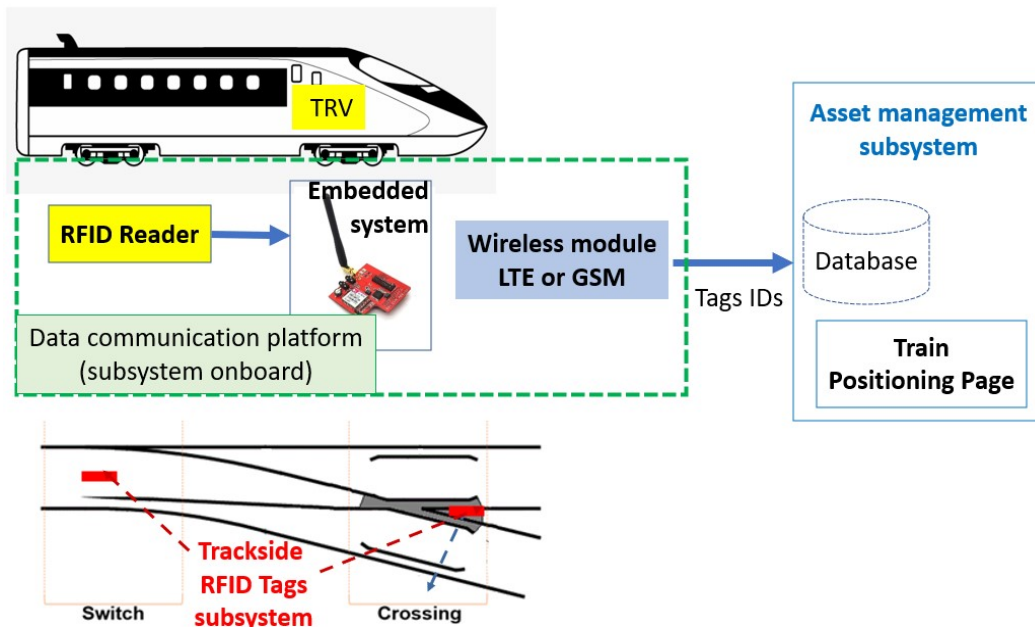 TRV
Asset management
subsystem
Embedded
system
RFID Reader
Wireless module
LTE or GSM
Database
Tags IDs
Data communication platform
(subsystem onboard)
Train
Positioning Page
Trackside
RFID Tags
subsystem
Switch
Crossing